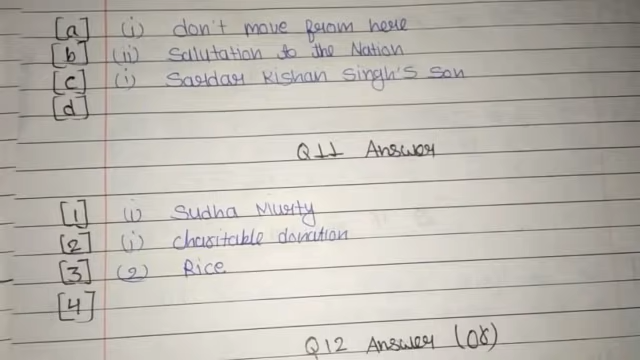 [a] (i) don't move from here
[b] (ii) Salutation to the Nation
[c] (i) Sardar Kishan Singh's Son
[d]
Q11 Answer
[1] (i) Sudha Murty
[2] (i) charitable donation
[3] (2) Rice
[4]
Q12 Answer (OR)